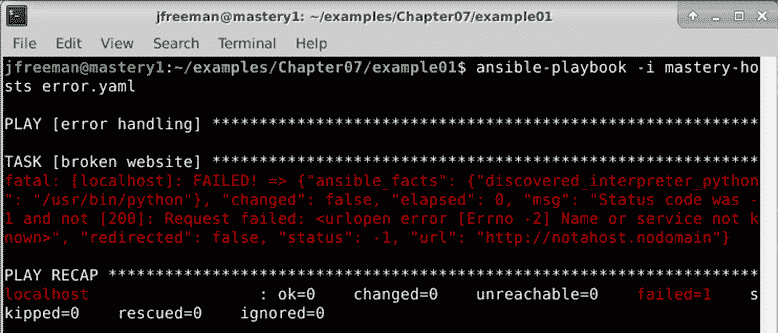 jfreeman@mastery1: ~/examples/Chapter07/example01
File Edit View Search Terminal Help
jfreeman@mastery1:~/examples/Chapter07/example01$ ansible-playbook -i mastery-ho
sts error.yaml
PLAY [error handling] **********************************************************
TASK [broken website] **********************************************************
fatal: [localhost]: FAILED! => {"ansible_facts": {"discovered_interpreter_python
": "/usr/bin/python"}, "changed": false, "elapsed": 0, "msg": "Status code was -
1 and not [200]: Request failed: <urlopen error [Errno -2] Name or service not k
nown>", "redirected": false, "status": -1, "url": "http://notahost.nodomain"}
PLAY RECAP *********************************************************************
localhost                  : ok=0    changed=0    unreachable=0    failed=1    s
kipped=0    rescued=0    ignored=0